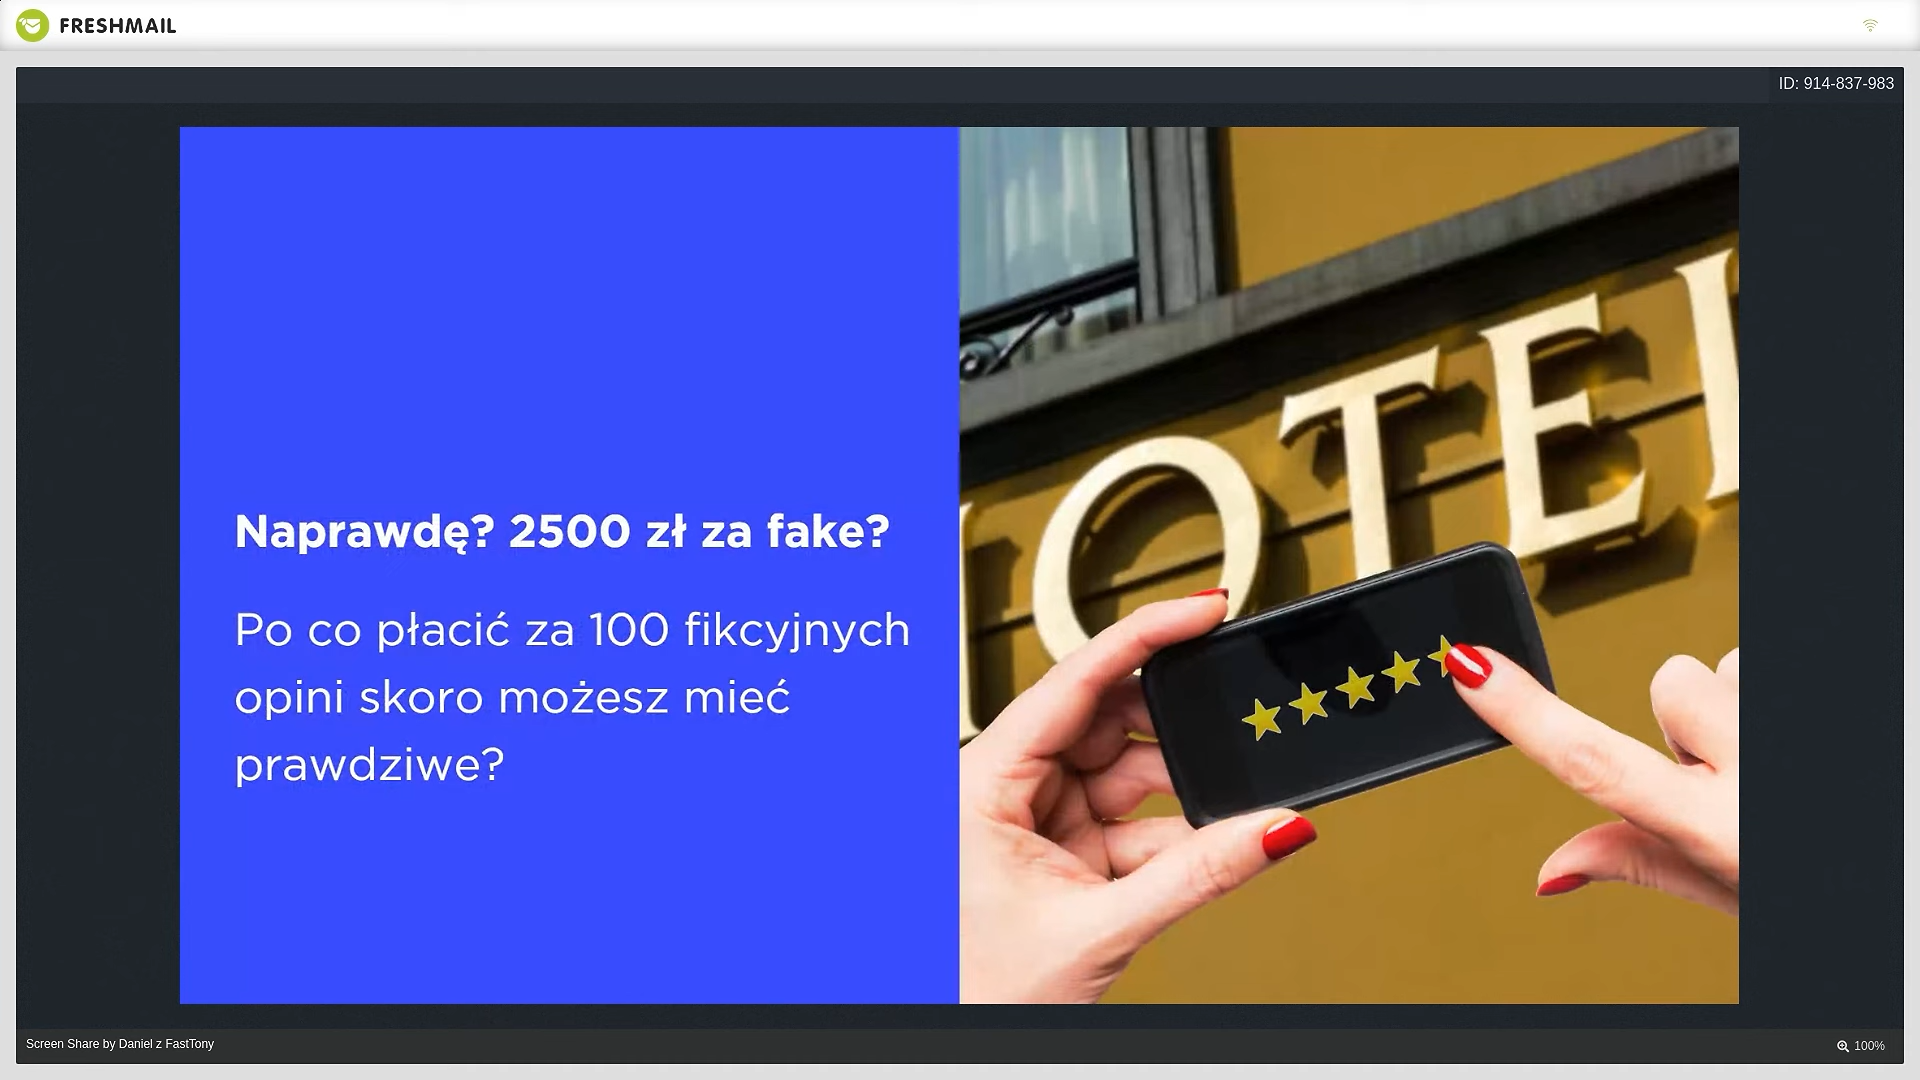 FRESHMAIL
ID: 914-837-983
Naprawdę? 2500 zł za fake?
Po co płacić za 100 fikcyjnych
opini skoro możesz mieć
prawdziwe?
OTEL
Screen Share by Daniel z FastTony
100%